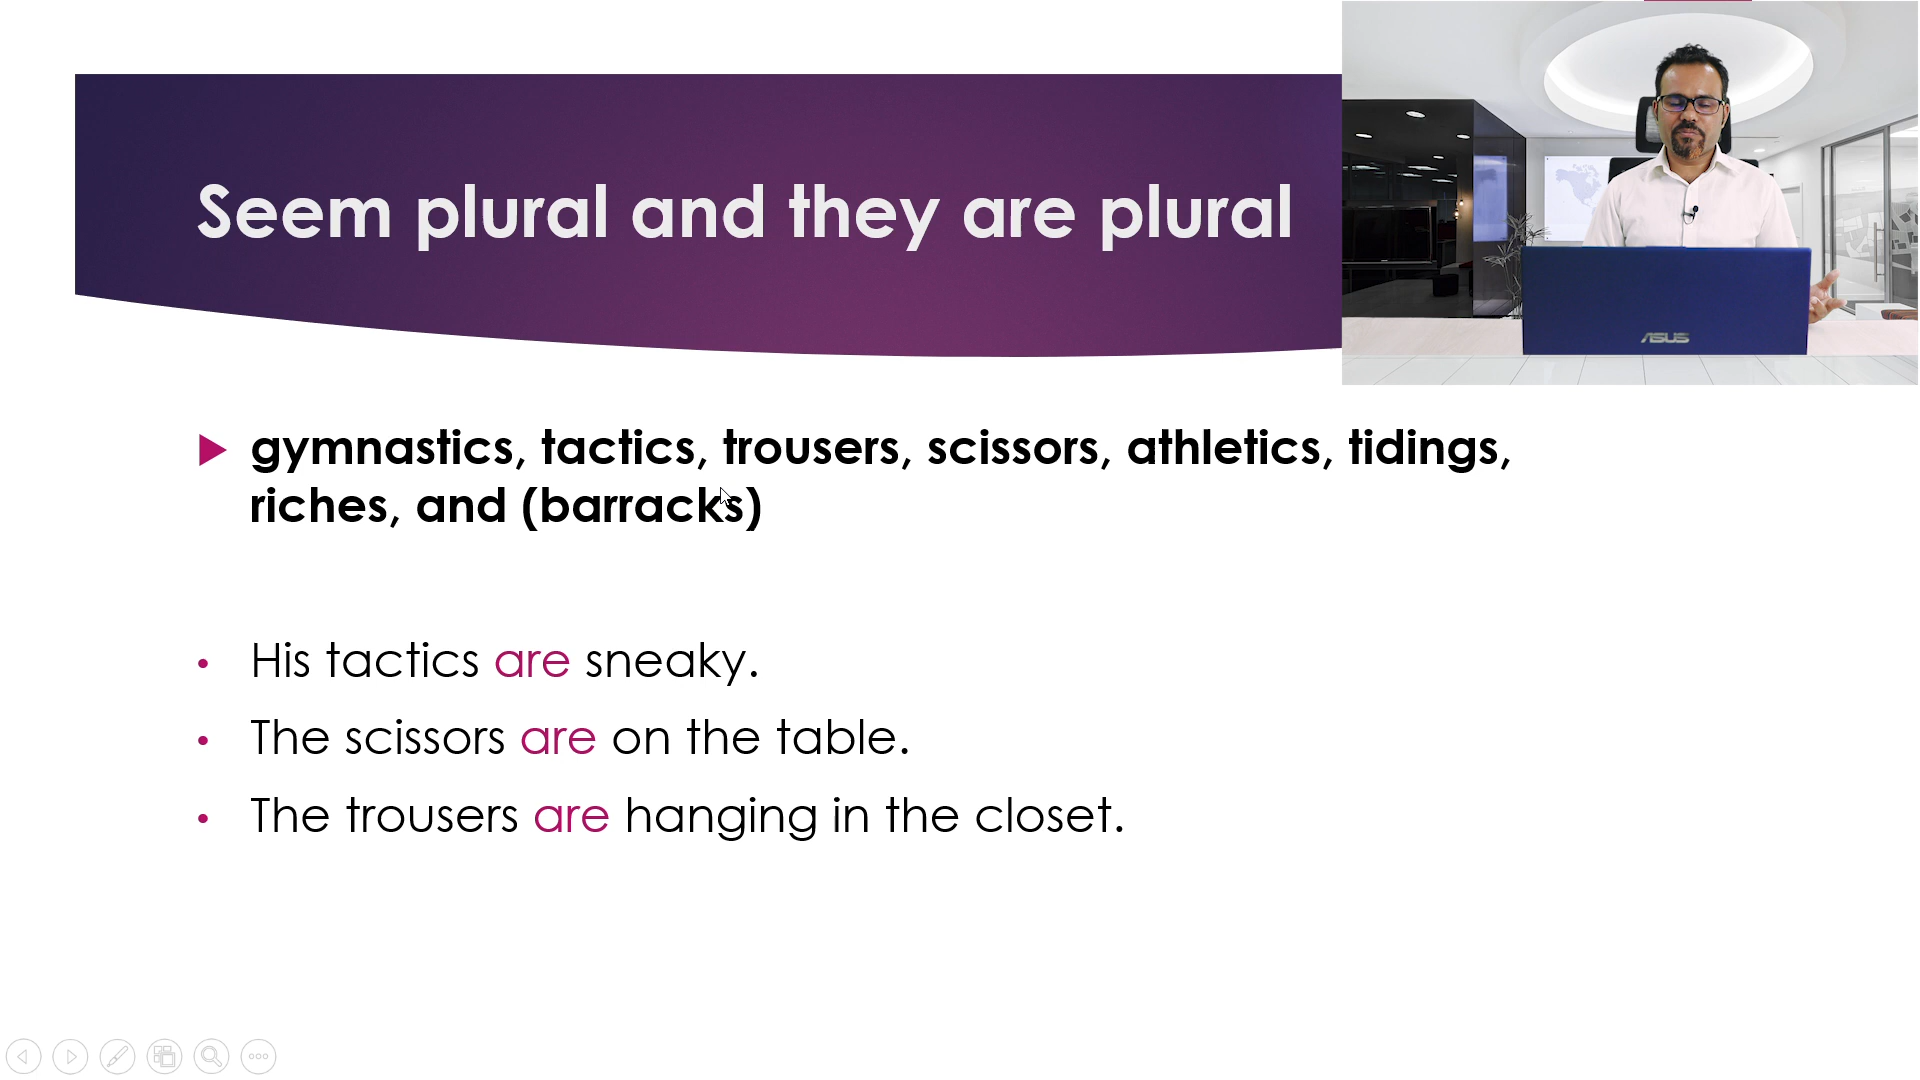 Seem plural and they are plural
ASUS
gymnastics, tactics, trousers, scissors, athletics, tidings,
riches, and (barracks)
His tactics are sneaky.
The scissors are on the table.
The trousers are hanging in the closet.